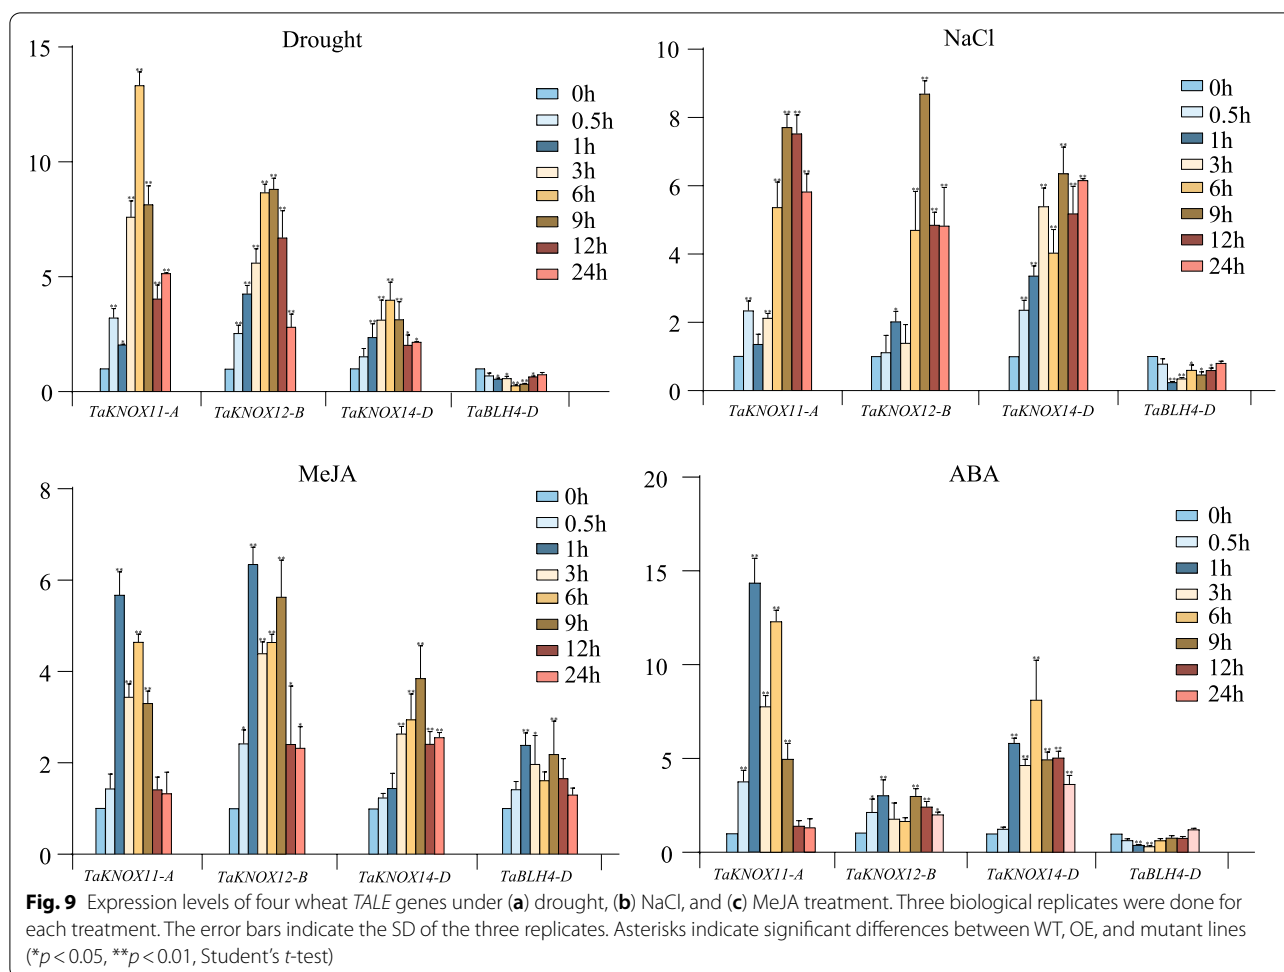 Drought
15
10
5
0
0h
0.5h
1h
3h
6h
9h
12h
24h
TaKNOX11-A TaKNOX12-B TaKNOX14-D TaBLH4-D
NaCl
10
8
6
4
2
0
0h
0.5h
1h
3h
6h
9h
12h
24h
TaKNOX11-A TaKNOX12-B TaKNOX14-D TaBLH4-D
MeJA
8
6
4
2
0
0h
0.5h
1h
3h
6h
9h
12h
24h
TaKNOX11-A TaKNOX12-B TaKNOX14-D TaBLH4-D
ABA
20
15
10
5
0
0h
0.5h
1h
3h
6h
9h
12h
24h
TaKNOX11-A TaKNOX12-B TaKNOX14-D TaBLH4-D
Fig. 9 Expression levels of four wheat TALE genes under (a) drought, (b) NaCl, and (c) MeJA treatment. Three biological replicates were done for
each treatment. The error bars indicate the SD of the three replicates. Asterisks indicate significant differences between WT, OE, and mutant lines
(*p < 0.05, **p < 0.01, Student's t-test)